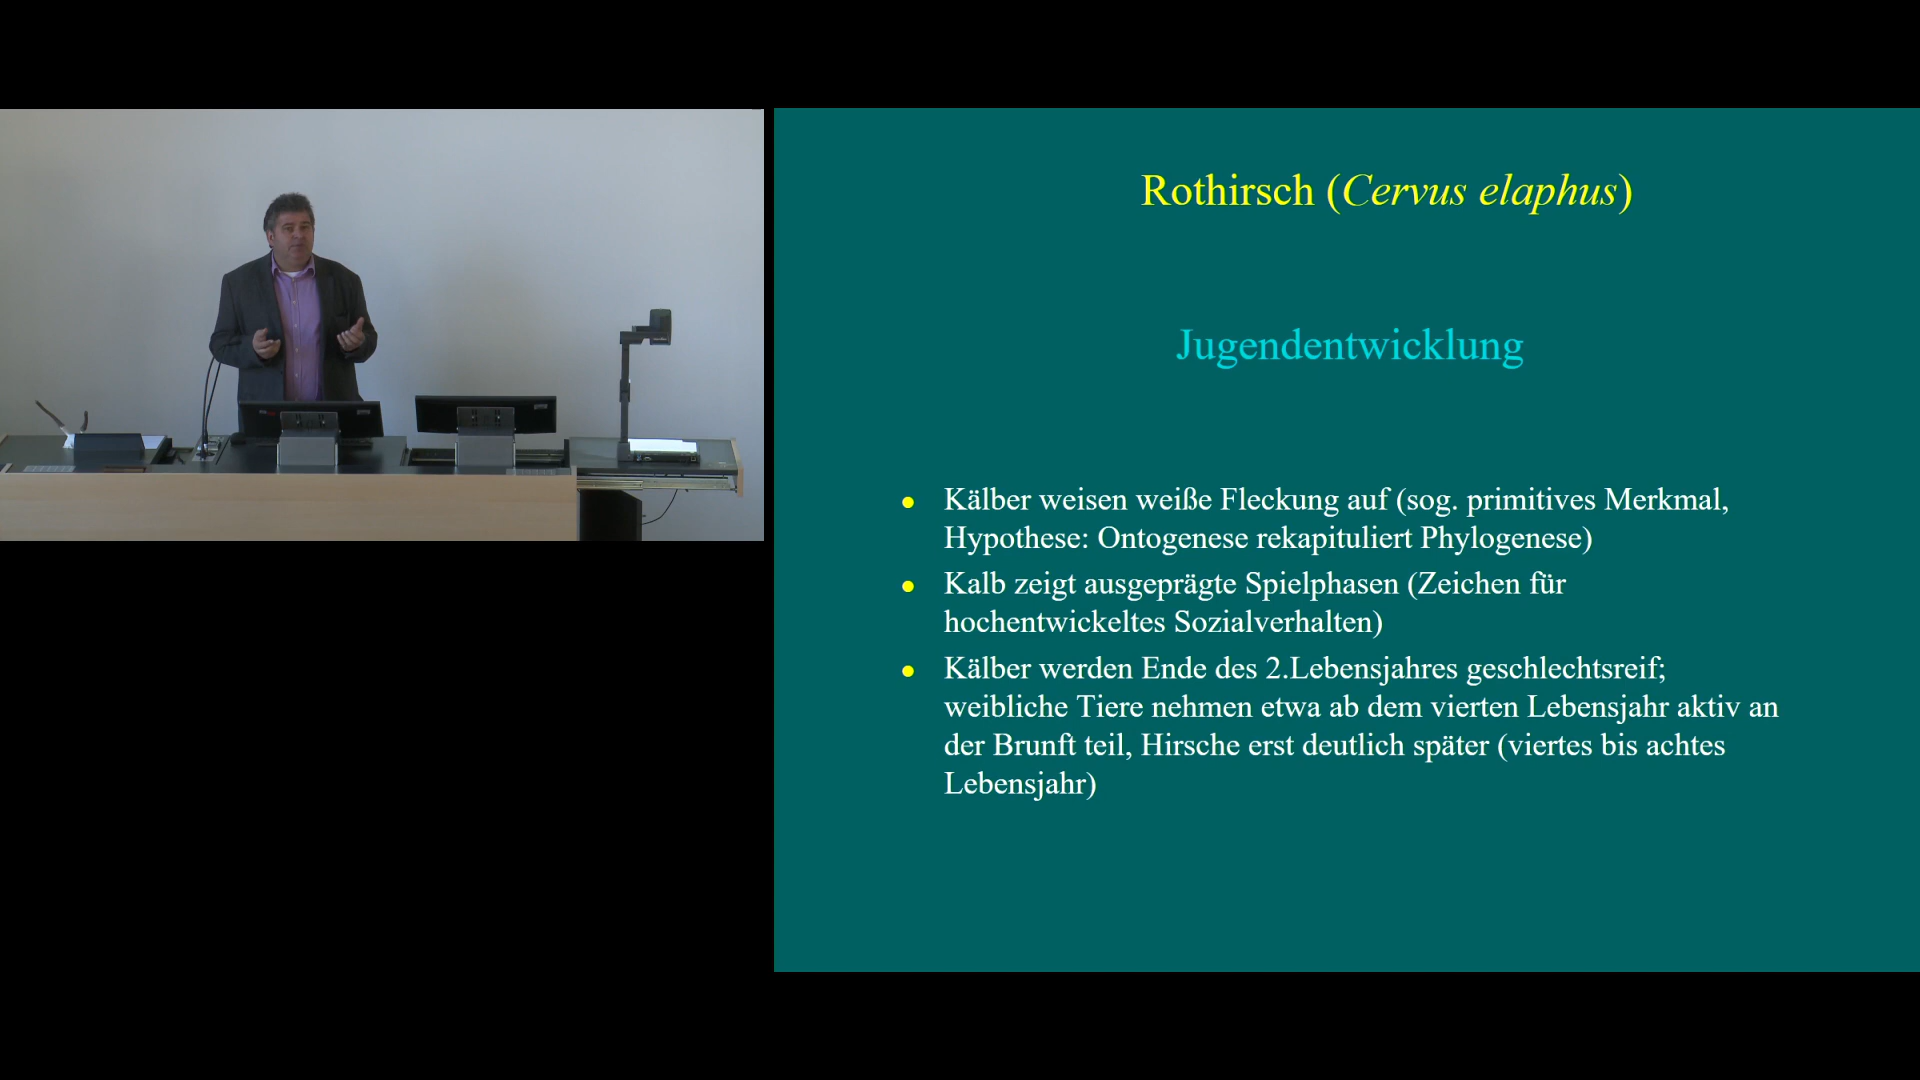 Rothirsch (Cervus elaphus)
Jugendentwicklung
Kälber weisen weiße Fleckung auf (sog. primitives Merkmal,
Hypothese: Ontogenese rekapituliert Phylogenese)
Kalb zeigt ausgeprägte Spielphasen (Zeichen für
hochentwickeltes Sozialverhalten)
Kälber werden Ende des 2.Lebensjahres geschlechtsreif;
weibliche Tiere nehmen etwa ab dem vierten Lebensjahr aktiv an
der Brunft teil, Hirsche erst deutlich später (viertes bis achtes
Lebensjahr)